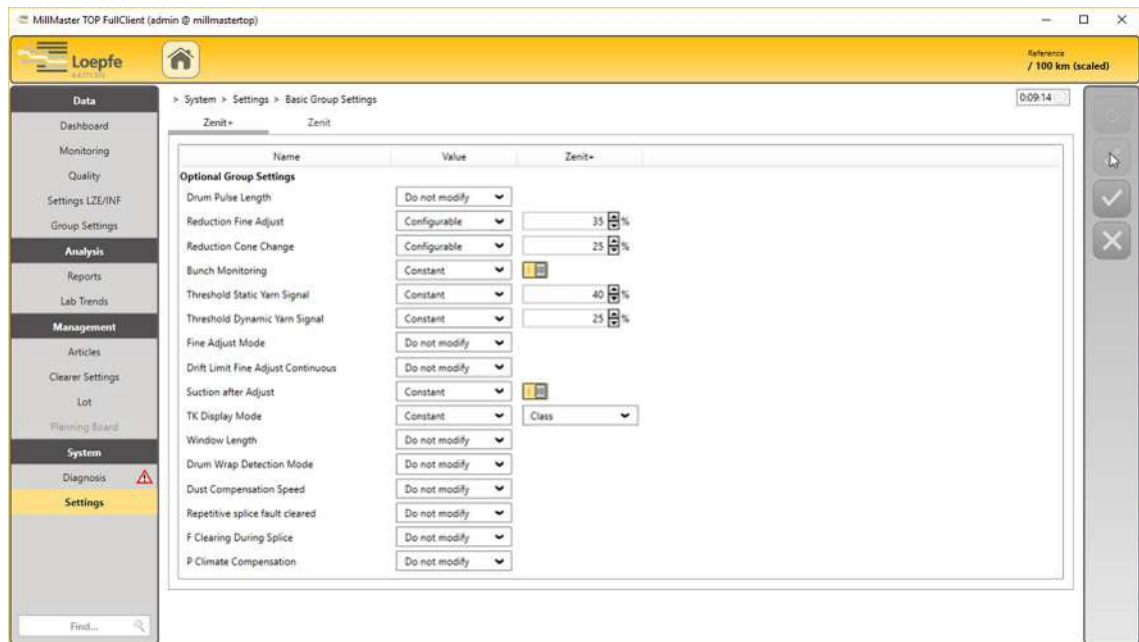 MillMaster TOP FullClient (admin @ millmastertop)
Loepfe
Reference
/ 100 km (scaled)
Data
Dashboard
Monitoring
Quality
Settings LZE/INF
Group Settings
Analysis
Reports
Lab Trends
Management
Articles
Clearer Settings
Lot
Planning Board
System
Diagnosis
Settings
Find...
> System > Settings > Basic Group Settings
0:09:14
Zenit+ Zenit
Name Value Zenit+
Optional Group Settings
Drum Pulse Length Do not modify
Reduction Fine Adjust Configurable 35 %
Reduction Cone Change Configurable 25 %
Bunch Monitoring Constant
Threshold Static Yarn Signal Constant 40 %
Threshold Dynamic Yarn Signal Constant 25 %
Fine Adjust Mode Do not modify
Drift Limit Fine Adjust Continuous Do not modify
Suction after Adjust Constant
TK Display Mode Constant Class
Window Length Do not modify
Drum Wrap Detection Mode Do not modify
Dust Compensation Speed Do not modify
Repetitive splice fault cleared Do not modify
F Clearing During Splice Do not modify
P Climate Compensation Do not modify